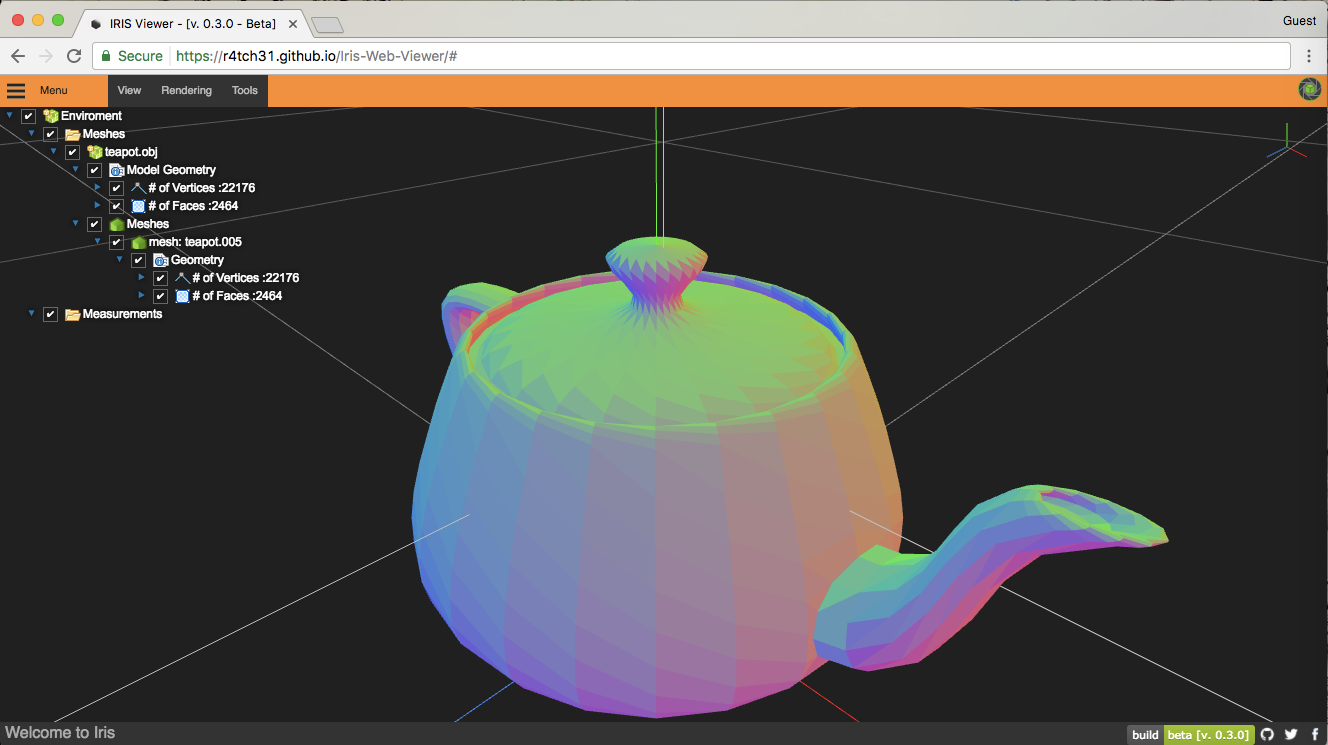 IRIS Viewer - [v. 0.3.0 - Beta]
Guest
Secure https://r4tch31.github.io/Iris-Web-Viewer/#
Menu View Rendering Tools
Enviroment
Meshes
teapot.obj
Model Geometry
# of Vertices :22176
# of Faces :2464
Meshes
mesh: teapot.005
Geometry
# of Vertices :22176
# of Faces :2464
Measurements
Welcome to Iris
build beta [v. 0.3.0]